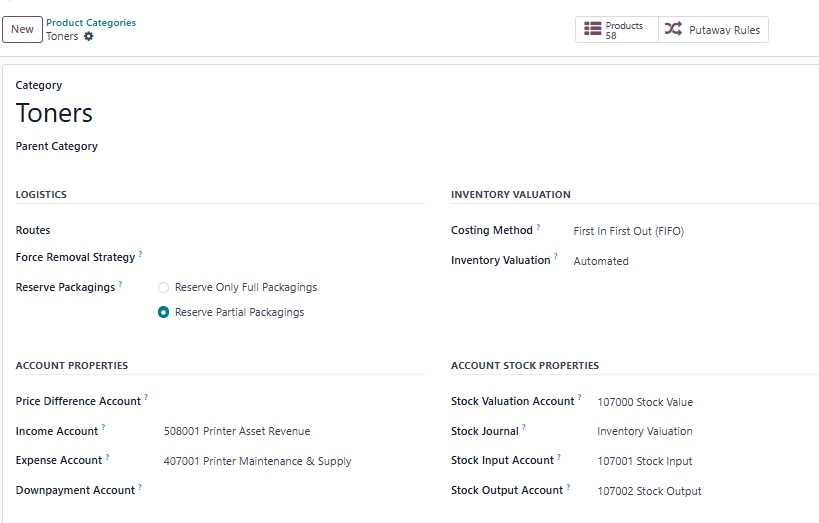 New
Product Categories
Toners
Products
58
Putaway Rules
Category
Toners
Parent Category
LOGISTICS
INVENTORY VALUATION
Routes
Costing Method ? First In First Out (FIFO)
Force Removal Strategy ?
Inventory Valuation ? Automated
Reserve Packagings ? Reserve Only Full Packagings
Reserve Partial Packagings
ACCOUNT PROPERTIES
ACCOUNT STOCK PROPERTIES
Price Difference Account ?
Stock Valuation Account ? 107000 Stock Value
Income Account ? 508001 Printer Asset Revenue
Stock Journal ? Inventory Valuation
Expense Account ? 407001 Printer Maintenance & Supply
Stock Input Account ? 107001 Stock Input
Downpayment Account ?
Stock Output Account ? 107002 Stock Output